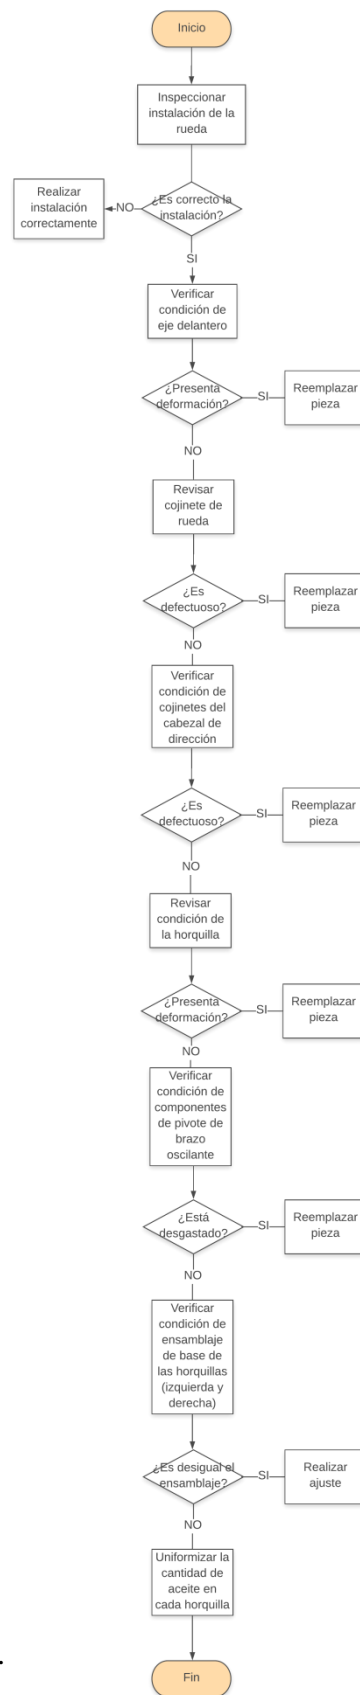 Inicio
Inspeccionar
instalación de la
rueda
¿Es correcto la
instalación?
NO
Realizar
instalación
correctamente
SI
Verificar
condición de
eje delantero
¿Presenta
deformación?
SI
Reemplazar
pieza
NO
Revisar
cojinete de
rueda
¿Es
defectuoso?
SI
Reemplazar
pieza
NO
Verificar
condición de
cojinetes del
cabezal de
dirección
¿Es
defectuoso?
SI
Reemplazar
pieza
NO
Revisar
condición de
la horquilla
¿Presenta
deformación?
SI
Reemplazar
pieza
NO
Verificar
condición de
componentes
de pivote de
brazo
oscilante
¿Está
desgastado?
SI
Reemplazar
pieza
NO
Verificar
condición de
ensamblaje
de base de
las horquillas
(izquierda y
derecha)
¿Es desigual el
ensamblaje?
SI
Realizar
ajuste
NO
Uniformizar la
cantidad de
aceite en
cada horquilla
.
Fin